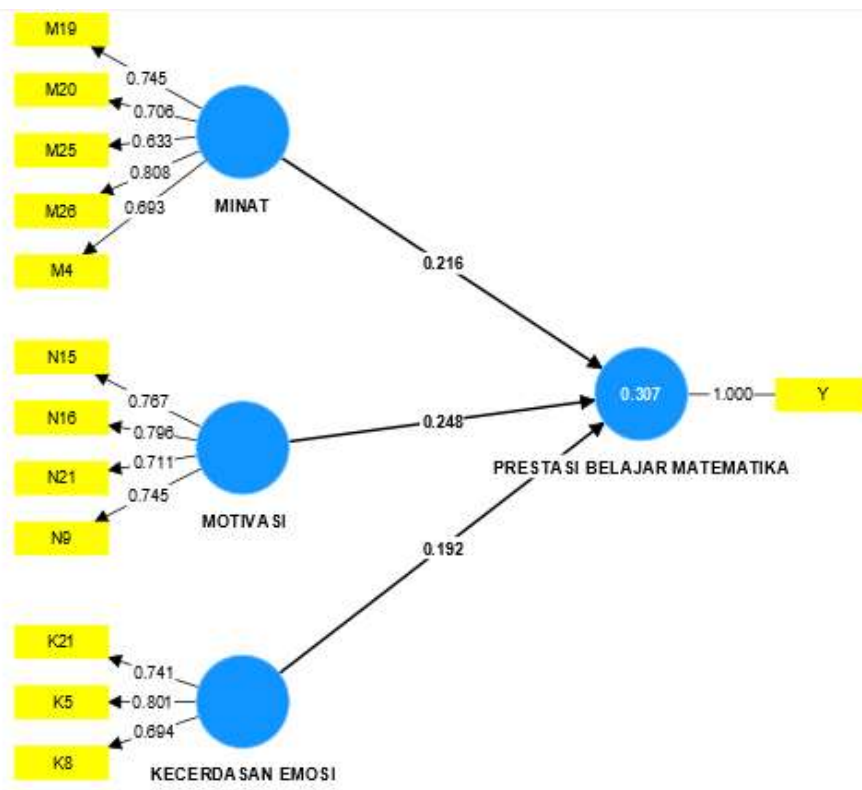 M19
M20
M25
M26
M4
0.745
0.706
0.633
0.808
0.693
MINAT
0.216
N15
N16
N21
N9
0.767
0.796
0.711
0.745
MOTIVASI
0.248
0.307
1.000
Y
PRESTASI BELAJAR MATEMATIKA
0.192
K21
K5
K8
0.741
0.801
0.694
KECERDASAN EMOSI